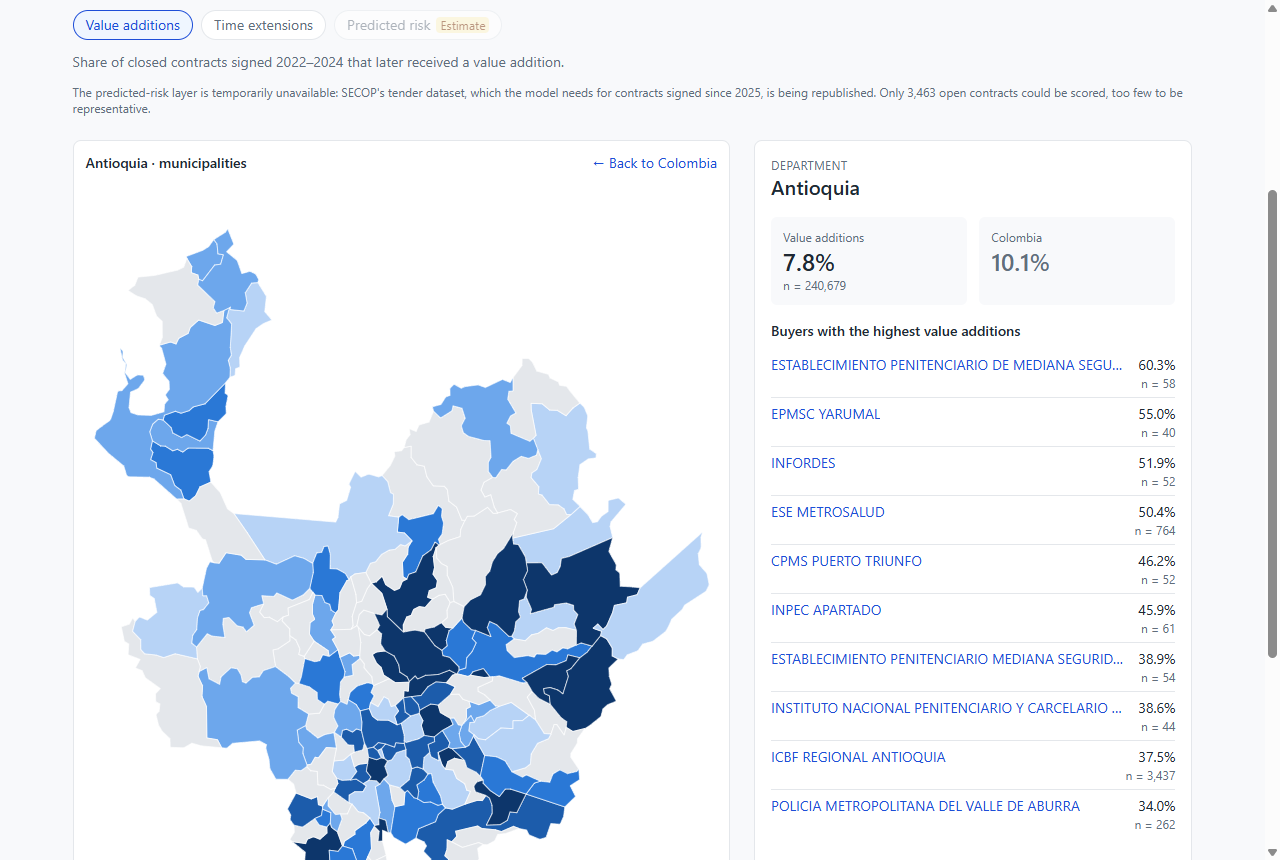 Value additions
Time extensions
Predicted risk Estimate
Share of closed contracts signed 2022–2024 that later received a value addition.
The predicted-risk layer is temporarily unavailable: SECOP's tender dataset, which the model needs for contracts signed since 2025, is being republished. Only 3,463 open contracts could be scored, too few to be
representative.
Antioquia · municipalities
← Back to Colombia
DEPARTMENT
Antioquia
Value additions
7.8%
n = 240,679
Colombia
10.1%
Buyers with the highest value additions
ESTABLECIMIENTO PENITENCIARIO DE MEDIANA SEGU... 60.3%
n = 58
EPMSC YARUMAL 55.0%
n = 40
INFORDES 51.9%
n = 52
ESE METROSALUD 50.4%
n = 764
CPMS PUERTO TRIUNFO 46.2%
n = 52
INPEC APARTADO 45.9%
n = 61
ESTABLECIMIENTO PENITENCIARIO MEDIANA SEGURID... 38.9%
n = 54
INSTITUTO NACIONAL PENITENCIARIO Y CARCELARIO ... 38.6%
n = 44
ICBF REGIONAL ANTIOQUIA 37.5%
n = 3,437
POLICIA METROPOLITANA DEL VALLE DE ABURRA 34.0%
n = 262